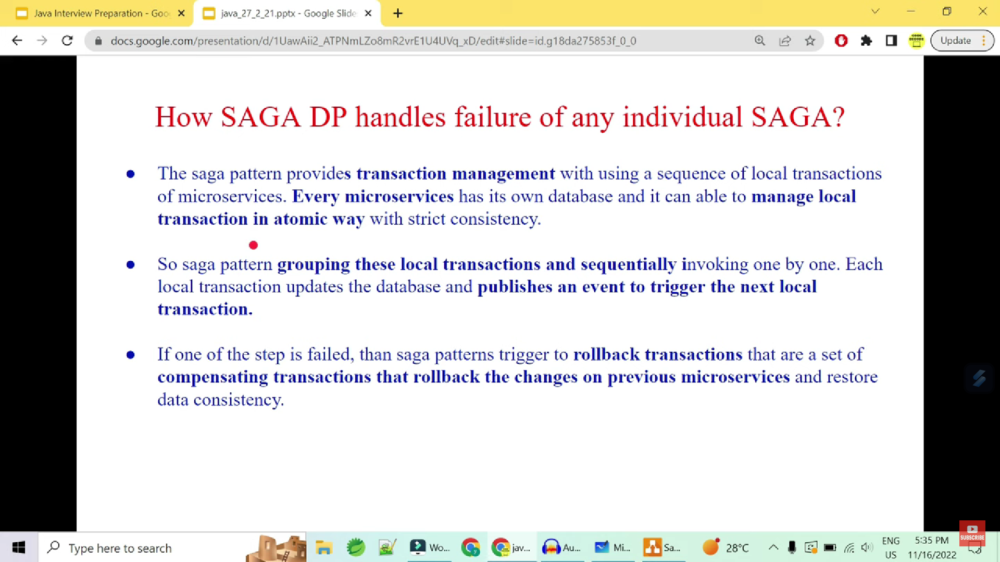 Java Interview Preparation - Goo
java_27_2_21.pptx - Google Slide
docs.google.com/presentation/d/1UawAii2_ATPNmLZo8mR2vrE1U4UVq_xD/edit#slide=id.g18da275853f_0_0
CODE
DECODE
Update
How SAGA DP handles failure of any individual SAGA?
The saga pattern provides transaction management with using a sequence of local transactions
of microservices. Every microservices has its own database and it can able to manage local
transaction in atomic way with strict consistency.
So saga pattern grouping these local transactions and sequentially invoking one by one. Each
local transaction updates the database and publishes an event to trigger the next local
transaction.
If one of the step is failed, than saga patterns trigger to rollback transactions that are a set of
compensating transactions that rollback the changes on previous microservices and restore
data consistency.
SUBSCRIBE
Type here to search
Wo...
jav...
Au...
Mi...
Sa...
28°C
ENG
US
5:35 PM
11/16/2022